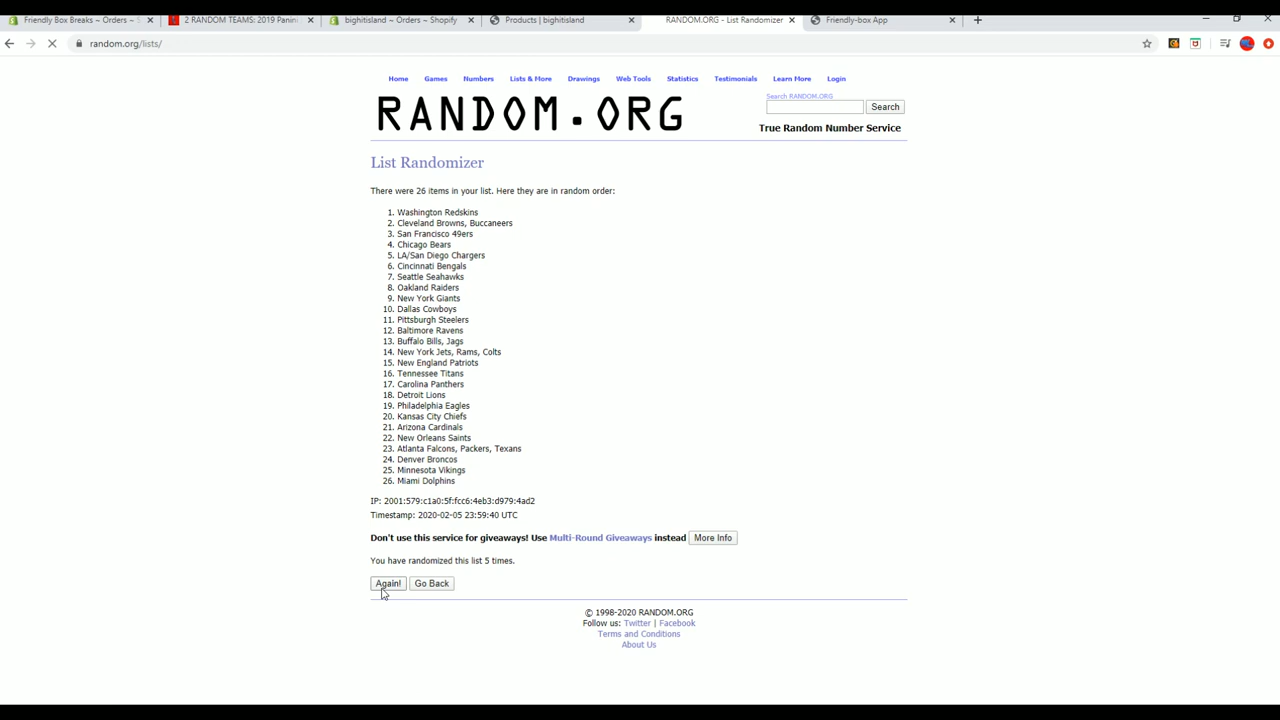 Friendly Box Breaks ~ Orders ~
2 RANDOM TEAMS: 2019 Panini
bighitisland ~ Orders ~ Shopify
Products | bighitisland
RANDOM.ORG - List Randomizer
Friendly-box App
random.org/lists/
Home Games Numbers Lists & More Drawings Web Tools Statistics Testimonials Learn More Login
RANDOM.ORG
Search RANDOM.ORG
Search
True Random Number Service
List Randomizer
There were 26 items in your list. Here they are in random order:
1. Washington Redskins
2. Cleveland Browns, Buccaneers
3. San Francisco 49ers
4. Chicago Bears
5. LA/San Diego Chargers
6. Cincinnati Bengals
7. Seattle Seahawks
8. Oakland Raiders
9. New York Giants
10. Dallas Cowboys
11. Pittsburgh Steelers
12. Baltimore Ravens
13. Buffalo Bills, Jags
14. New York Jets, Rams, Colts
15. New England Patriots
16. Tennessee Titans
17. Carolina Panthers
18. Detroit Lions
19. Philadelphia Eagles
20. Kansas City Chiefs
21. Arizona Cardinals
22. New Orleans Saints
23. Atlanta Falcons, Packers, Texans
24. Denver Broncos
25. Minnesota Vikings
26. Miami Dolphins
IP: 2001:579:c1a0:5f:fcc6:4eb3:d979:4ad2
Timestamp: 2020-02-05 23:59:40 UTC
Don't use this service for giveaways! Use Multi-Round Giveaways instead More Info
You have randomized this list 5 times.
Again! Go Back
© 1998-2020 RANDOM.ORG
Follow us: Twitter | Facebook
Terms and Conditions
About Us